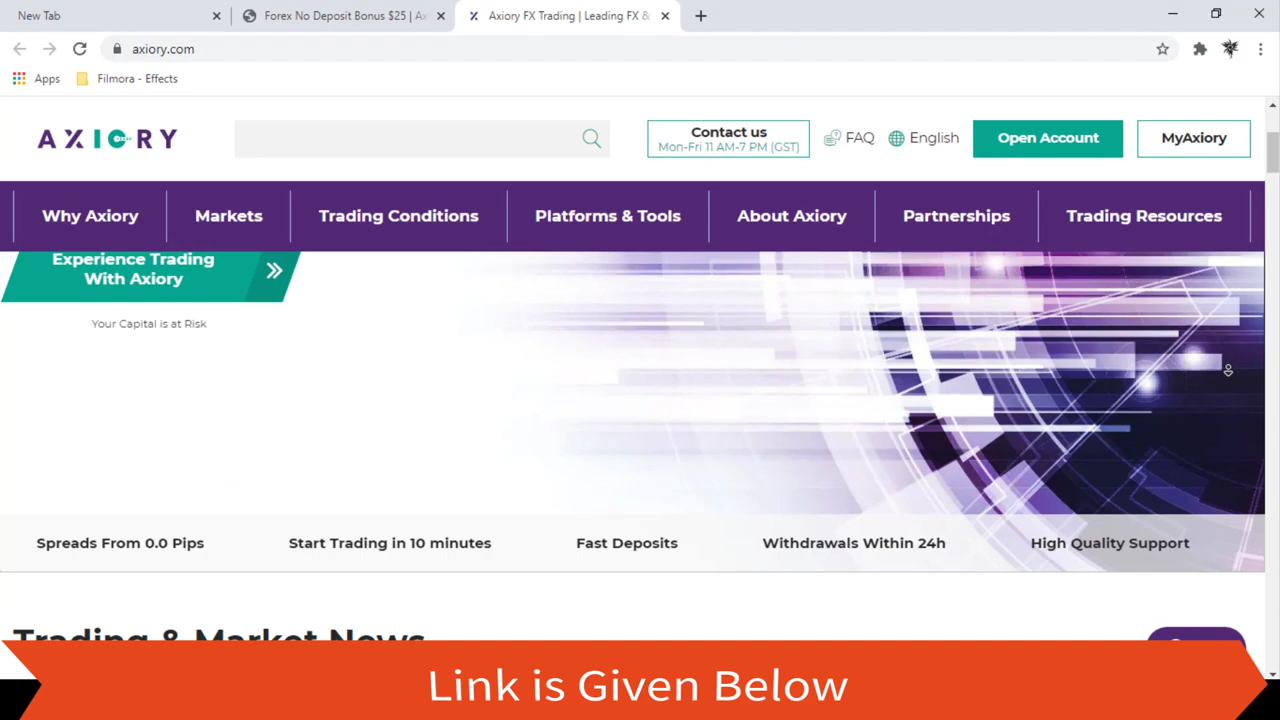 New Tab
Forex No Deposit Bonus $25 | Ax
Axiory FX Trading | Leading FX &
axiory.com
Apps
Filmora - Effects
AXIORY
Contact us
Mon-Fri 11 AM-7 PM (GST)
FAQ
English
Open Account
MyAxiory
Why Axiory
Markets
Trading Conditions
Platforms & Tools
About Axiory
Partnerships
Trading Resources
Experience Trading
With Axiory
Your Capital is at Risk
Spreads From 0.0 Pips
Start Trading in 10 minutes
Fast Deposits
Withdrawals Within 24h
High Quality Support
Trading & Market News
Link is Given Below